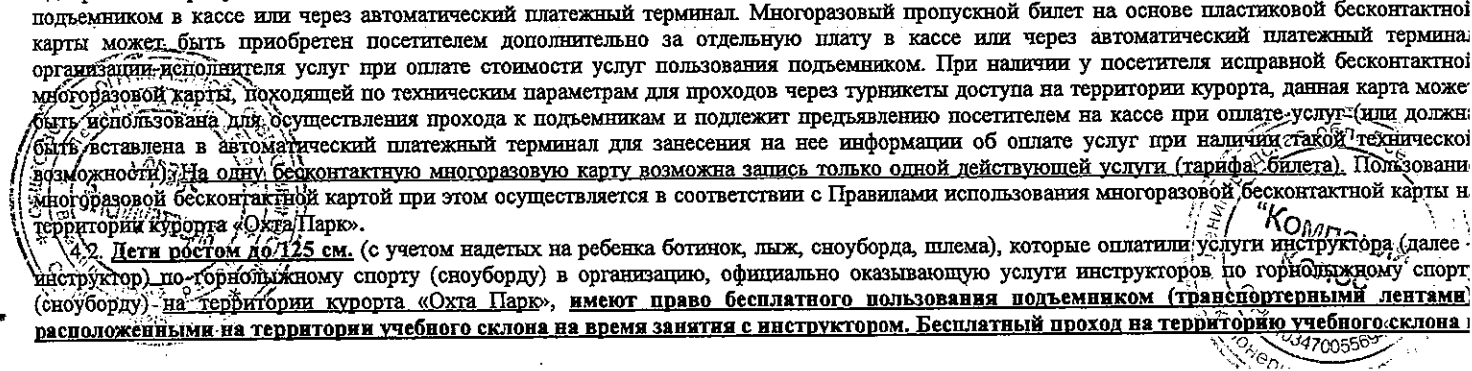 подъемником в кассе или через автоматический платежный терминал. Многоразовый пропускной билет на основе пластиковой бесконтактной
карты может быть приобретен посетителем дополнительно за отдельную плату в кассе или через автоматический платежный терминал
организации-исполнителя услуг при оплате стоимости услуг пользования подъемником. При наличии у посетителя исправной бесконтактной
многоразовой карты, походящей по техническим параметрам для проходов через турникеты доступа на территории курорта, данная карта может
быть использована для осуществления прохода к подъемникам и подлежит предъявлению посетителем на кассе при оплате услуг (или должна
быть вставлена в автоматический платежный терминал для занесения на нее информации об оплате услуг при наличии такой технической
возможности). На одну бесконтактную многоразовую карту возможна запись только одной действующей услуги (тарифа, билета). Пользование
многоразовой бесконтактной картой при этом осуществляется в соответствии с Правилами использования многоразовой бесконтактной карты н
территории курорта «Охта Парк».
4.2. Дети ростом до 125 см. (с учетом надетых на ребенка ботинок, лыж, сноуборда, шлема), которые оплатили услуги инструктора (далее -
инструктор) по горнолыжному спорту (сноуборду) в организацию, официально оказывающую услуги инструкторов по горнолыжному спорт
(сноуборду) на территории курорта «Охта Парк», имеют право бесплатного пользования подъемником (транспортерными лентами)
расположенными на территории учебного склона на время занятия с инструктором. Бесплатный проход на территорию учебного склона
"Компа